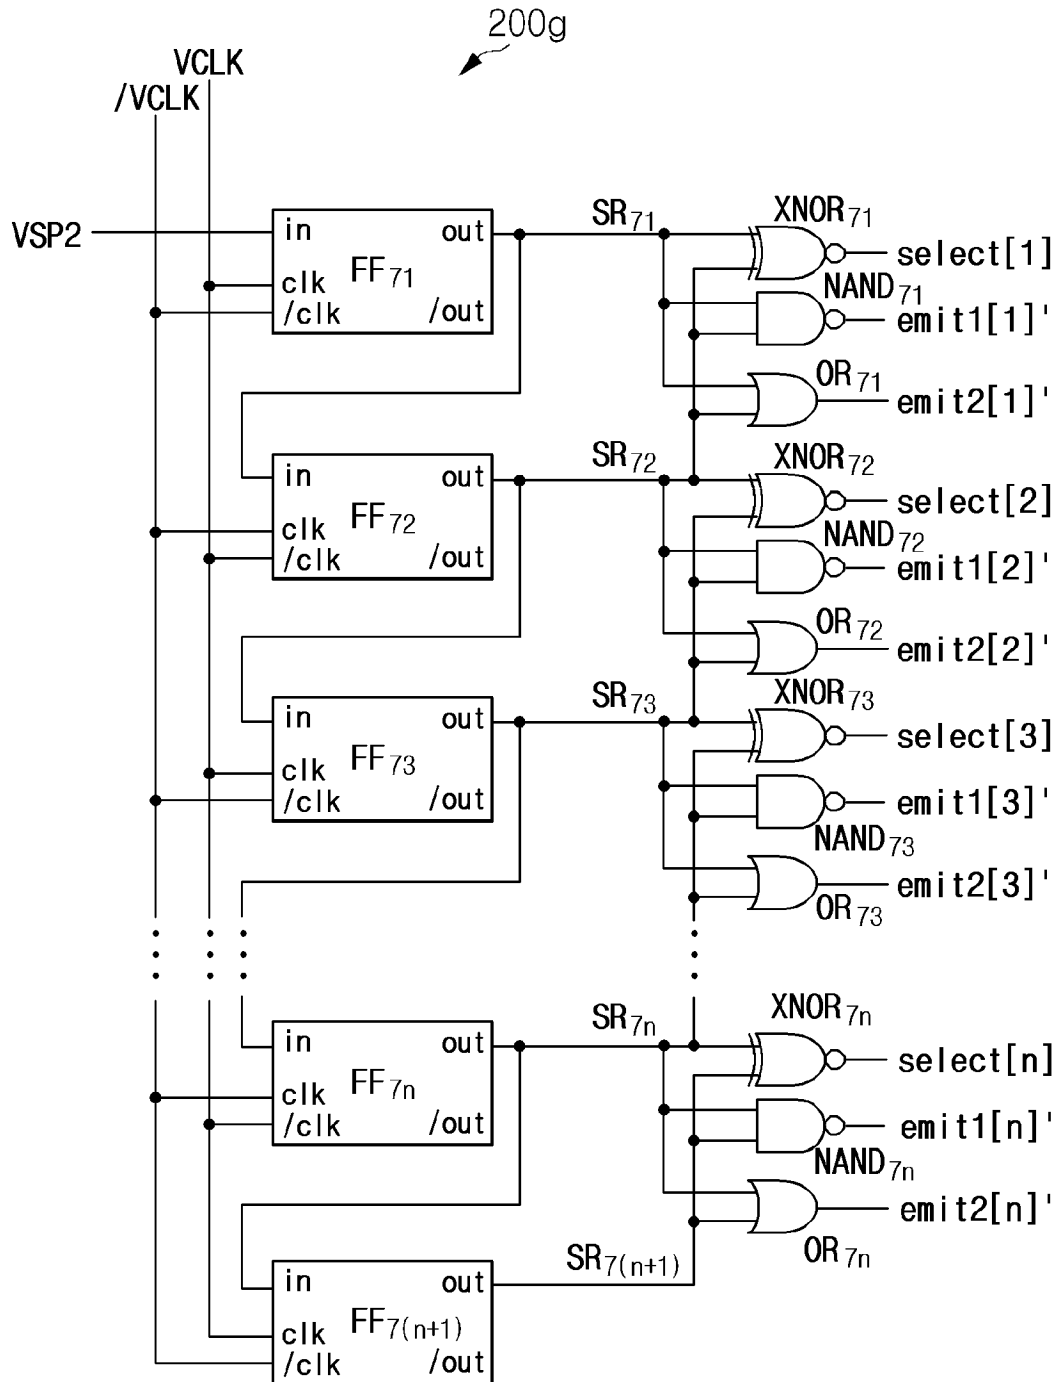 200g
VCLK
/VCLK
VSP2
in out
FF71
clk
/clk /out
SR71
XNOR71
select[1]
NAND71
emit1[1]'
OR71
emit2[1]'
in out
FF72
clk
/clk /out
SR72
XNOR72
select[2]
NAND72
emit1[2]'
OR72
emit2[2]'
in out
FF73
clk
/clk /out
SR73
XNOR73
select[3]
emit1[3]'
NAND73
emit2[3]'
OR73
in out
FF7n
clk
/clk /out
SR7n
XNOR7n
select[n]
emit1[n]'
NAND7n
emit2[n]'
OR7n
in out
FF7(n+1)
clk
/clk /out
SR7(n+1)